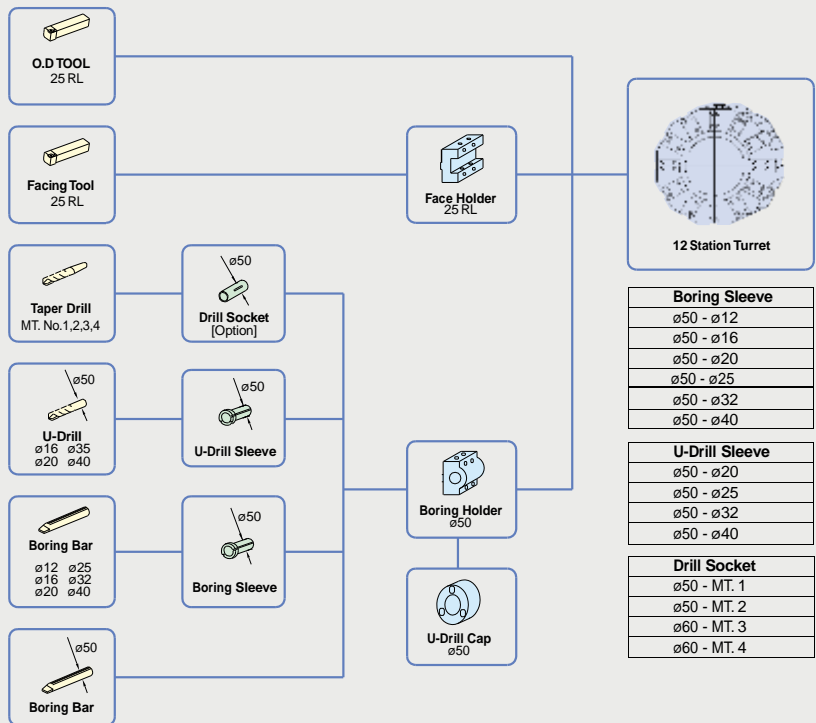 O.D TOOL
25 RL
Facing Tool
25 RL
Face Holder
25 RL
12 Station Turret
Taper Drill
MT. No.1,2,3,4
ø50
Drill Socket
[Option]
ø50
U-Drill
ø16 ø35
ø20 ø40
ø50
U-Drill Sleeve
Boring Bar
ø12 ø25
ø16 ø32
ø20 ø40
ø50
Boring Sleeve
ø50
Boring Bar
Boring Holder
ø50
U-Drill Cap
ø50
Boring Sleeve
ø50 - ø12
ø50 - ø16
ø50 - ø20
ø50 - ø25
ø50 - ø32
ø50 - ø40
U-Drill Sleeve
ø50 - ø20
ø50 - ø25
ø50 - ø32
ø50 - ø40
Drill Socket
ø50 - MT. 1
ø50 - MT. 2
ø60 - MT. 3
ø60 - MT. 4